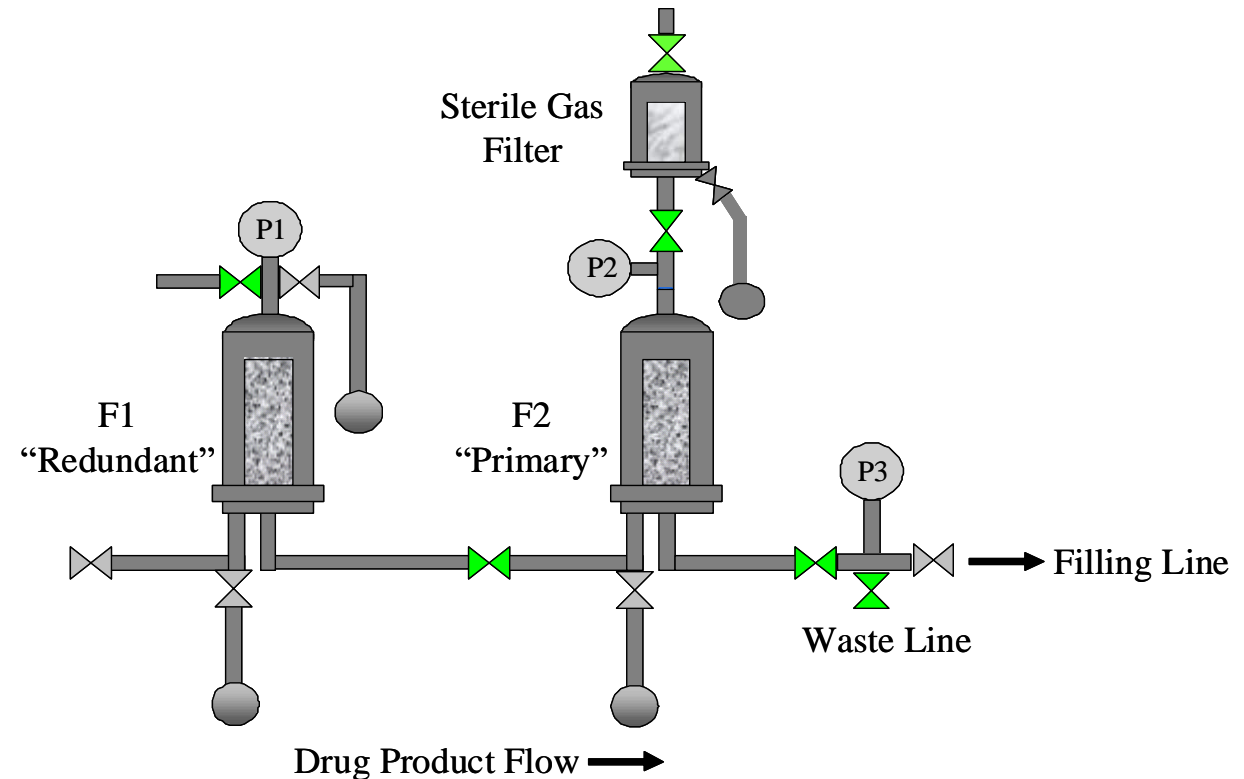 Sterile Gas
Filter
P1
P2
F1
“Redundant”
F2
“Primary”
P3
Filling Line
Waste Line
Drug Product Flow